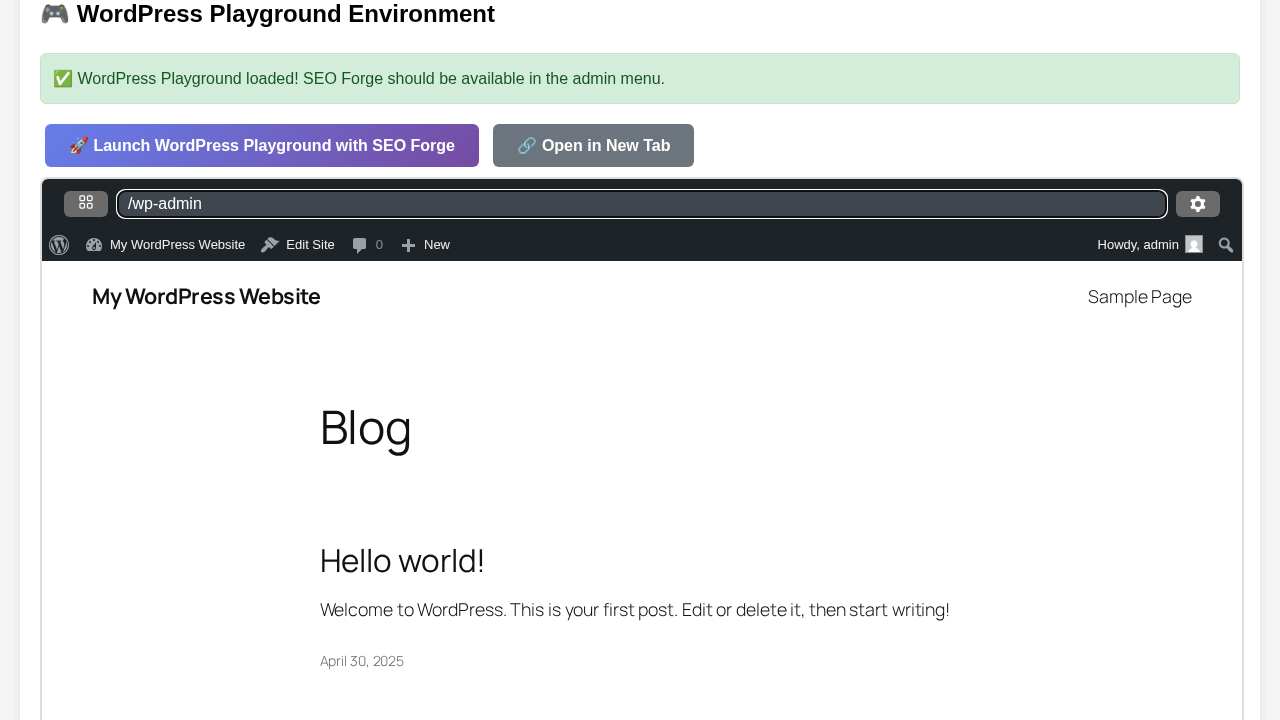 🎮 WordPress Playground Environment
✅ WordPress Playground loaded! SEO Forge should be available in the admin menu.
🚀 Launch WordPress Playground with SEO Forge 🔗 Open in New Tab
/wp-admin
My WordPress Website Edit Site 0 New Howdy, admin
My WordPress Website Sample Page
Blog
Hello world!
Welcome to WordPress. This is your first post. Edit or delete it, then start writing!
April 30, 2025